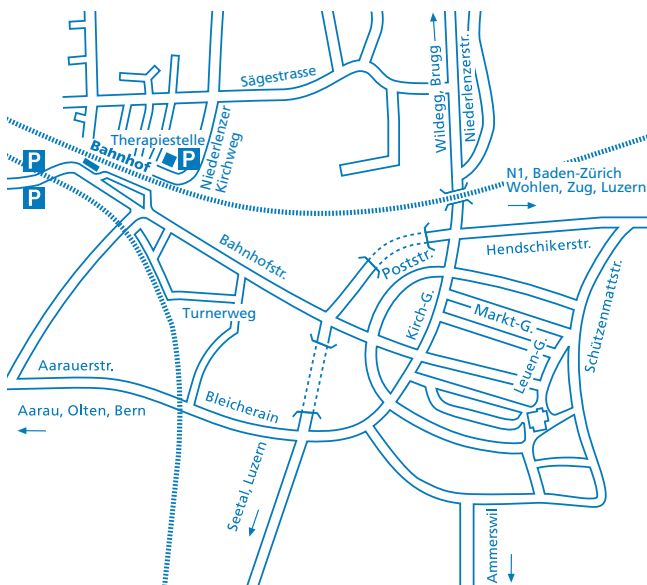 Sägestrasse
Wildegg, Brugg
Niederlenzerstr.
Therapiestelle
Bahnhof
P
P
P
Niederlenzer
Kirchweg
N1, Baden-Zürich
Wohlen, Zug, Luzern
Hendschikerstr.
Bahnhofstr.
Poststr.
Schützenmattstr.
Turnerweg
Kirch-G.
Markt-G.
Leuen-G.
Aarauerstr.
Bleicherain
Aarau, Olten, Bern
Seetal, Luzern
Ammerswil